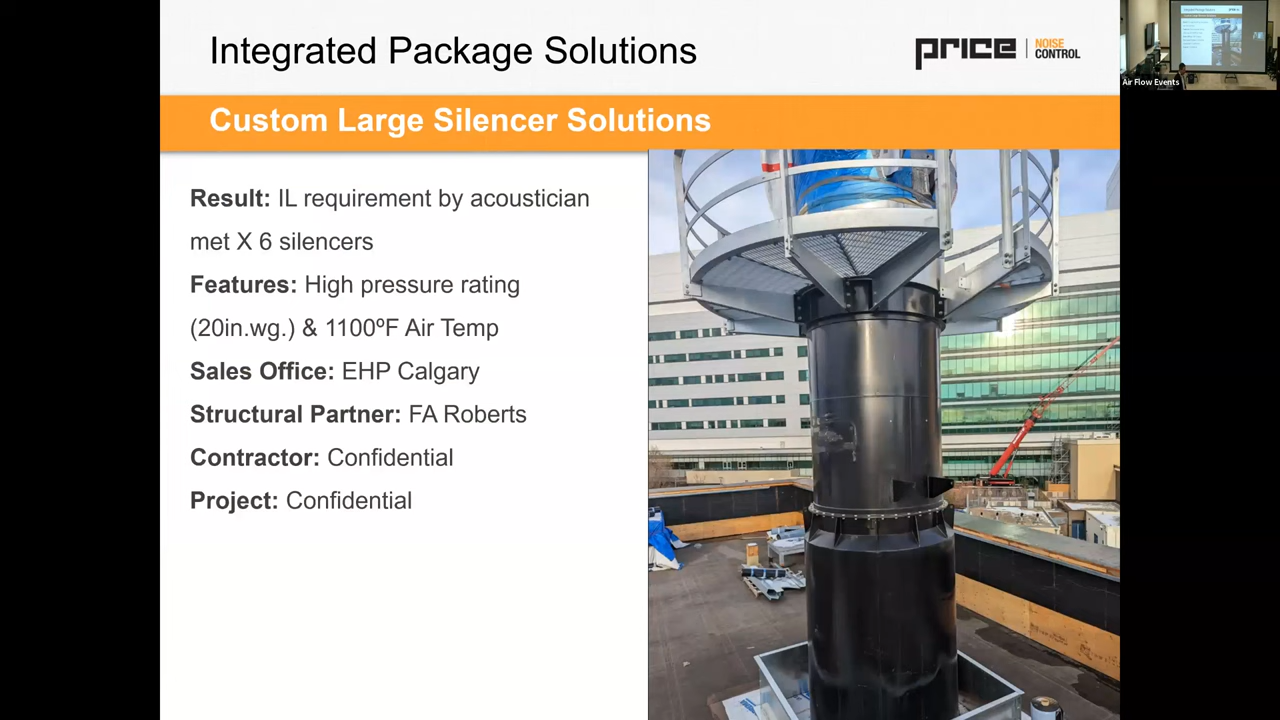 Integrated Package Solutions
price
NOISE
CONTROL
Custom Large Silencer Solutions
Result: IL requirement by acoustician
met X 6 silencers
Features: High pressure rating
(20in.wg.) & 1100ºF Air Temp
Sales Office: EHP Calgary
Structural Partner: FA Roberts
Contractor: Confidential
Project: Confidential
Air Flow Events